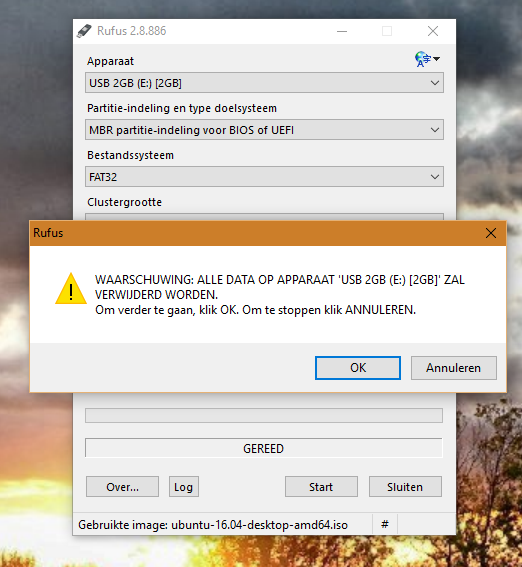 Rufus 2.8.886
Apparaat
USB 2GB (E:) [2GB]
Partitie-indeling en type doelsysteem
MBR partitie-indeling voor BIOS of UEFI
Bestandssysteem
FAT32
Clustergrootte
Rufus
WAARSCHUWING: ALLE DATA OP APPARAAT 'USB 2GB (E:) [2GB]' ZAL
VERWIJDERD WORDEN.
Om verder te gaan, klik OK. Om te stoppen klik ANNULEREN.
OK Annuleren
GEREED
Over... Log Start Sluiten
Gebruikte image: ubuntu-16.04-desktop-amd64.iso #